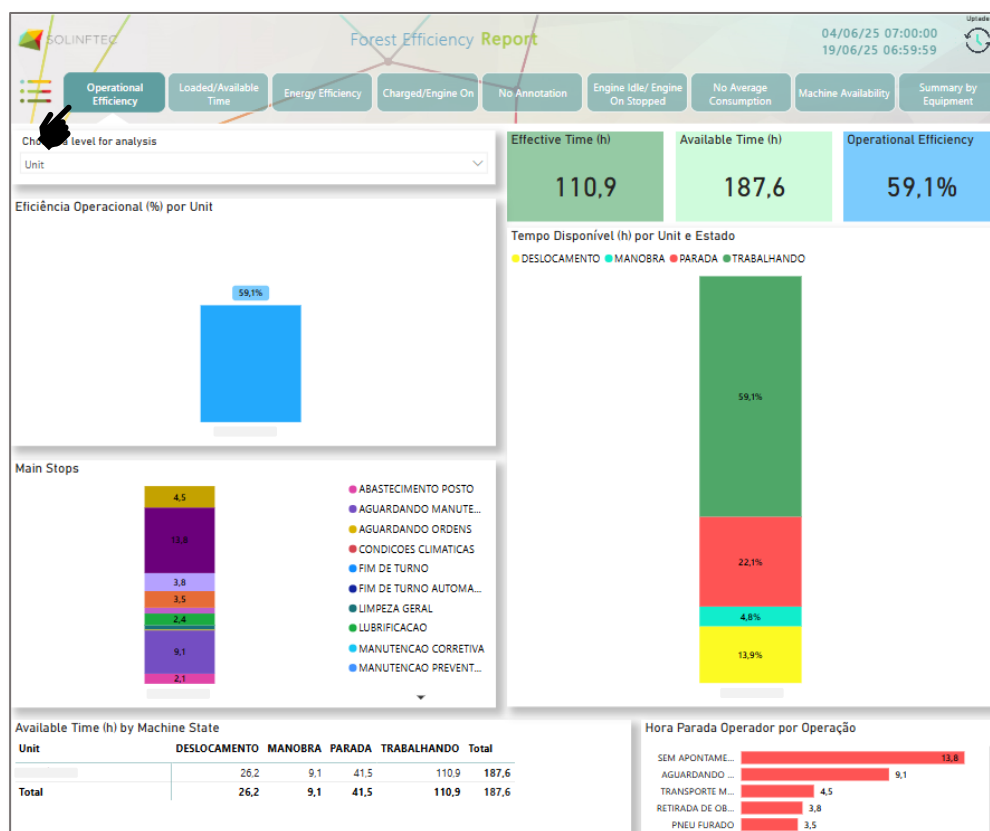 Uptade
SOLINFTEC
Forest Efficiency Report
04/06/25 07:00:00
19/06/25 06:59:59
Operational
Efficiency
Loaded/Available
Time
Energy Efficiency
Charged/Engine On
No Annotation
Engine Idle/ Engine
On Stopped
No Average
Consumption
Machine Availability
Summary by
Equipment
level for analysis
Unit
Effective Time (h)
110,9
Available Time (h)
187,6
Operational Efficiency
59,1%
Eficiência Operacional (%) por Unit
59,1%
Tempo Disponível (h) por Unit e Estado
DESLOCAMENTO MANOBRA PARADA TRABALHANDO
59,1%
22,1%
4,8%
13,9%
Main Stops
4,5
13,8
3,8
3,5
2,4
9,1
2,1
ABASTECIMENTO POSTO
AGUARDANDO MANUTE...
AGUARDANDO ORDENS
CONDICOES CLIMATICAS
FIM DE TURNO
FIM DE TURNO AUTOMA...
LIMPEZA GERAL
LUBRIFICACAO
MANUTENCAO CORRETIVA
MANUTENCAO PREVENT...
Available Time (h) by Machine State
Unit DESLOCAMENTO MANOBRA PARADA TRABALHANDO Total
26,2 9,1 41,5 110,9 187,6
Total 26,2 9,1 41,5 110,9 187,6
Hora Parada Operador por Operação
SEM APONTAME... 13,8
AGUARDANDO ... 9,1
TRANSPORTE M... 4,5
RETIRADA DE OB... 3,8
PNEU FURADO 3,5